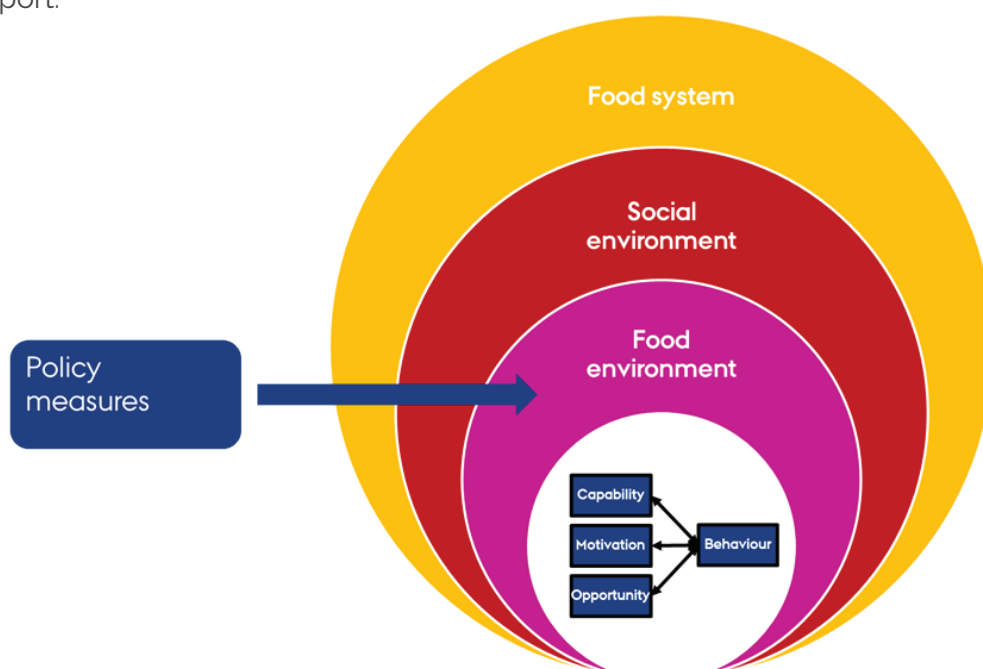 port.
Food system
Social
environment
Food
environment
Policy
measures
Capability
Motivation
Behaviour
Opportunity